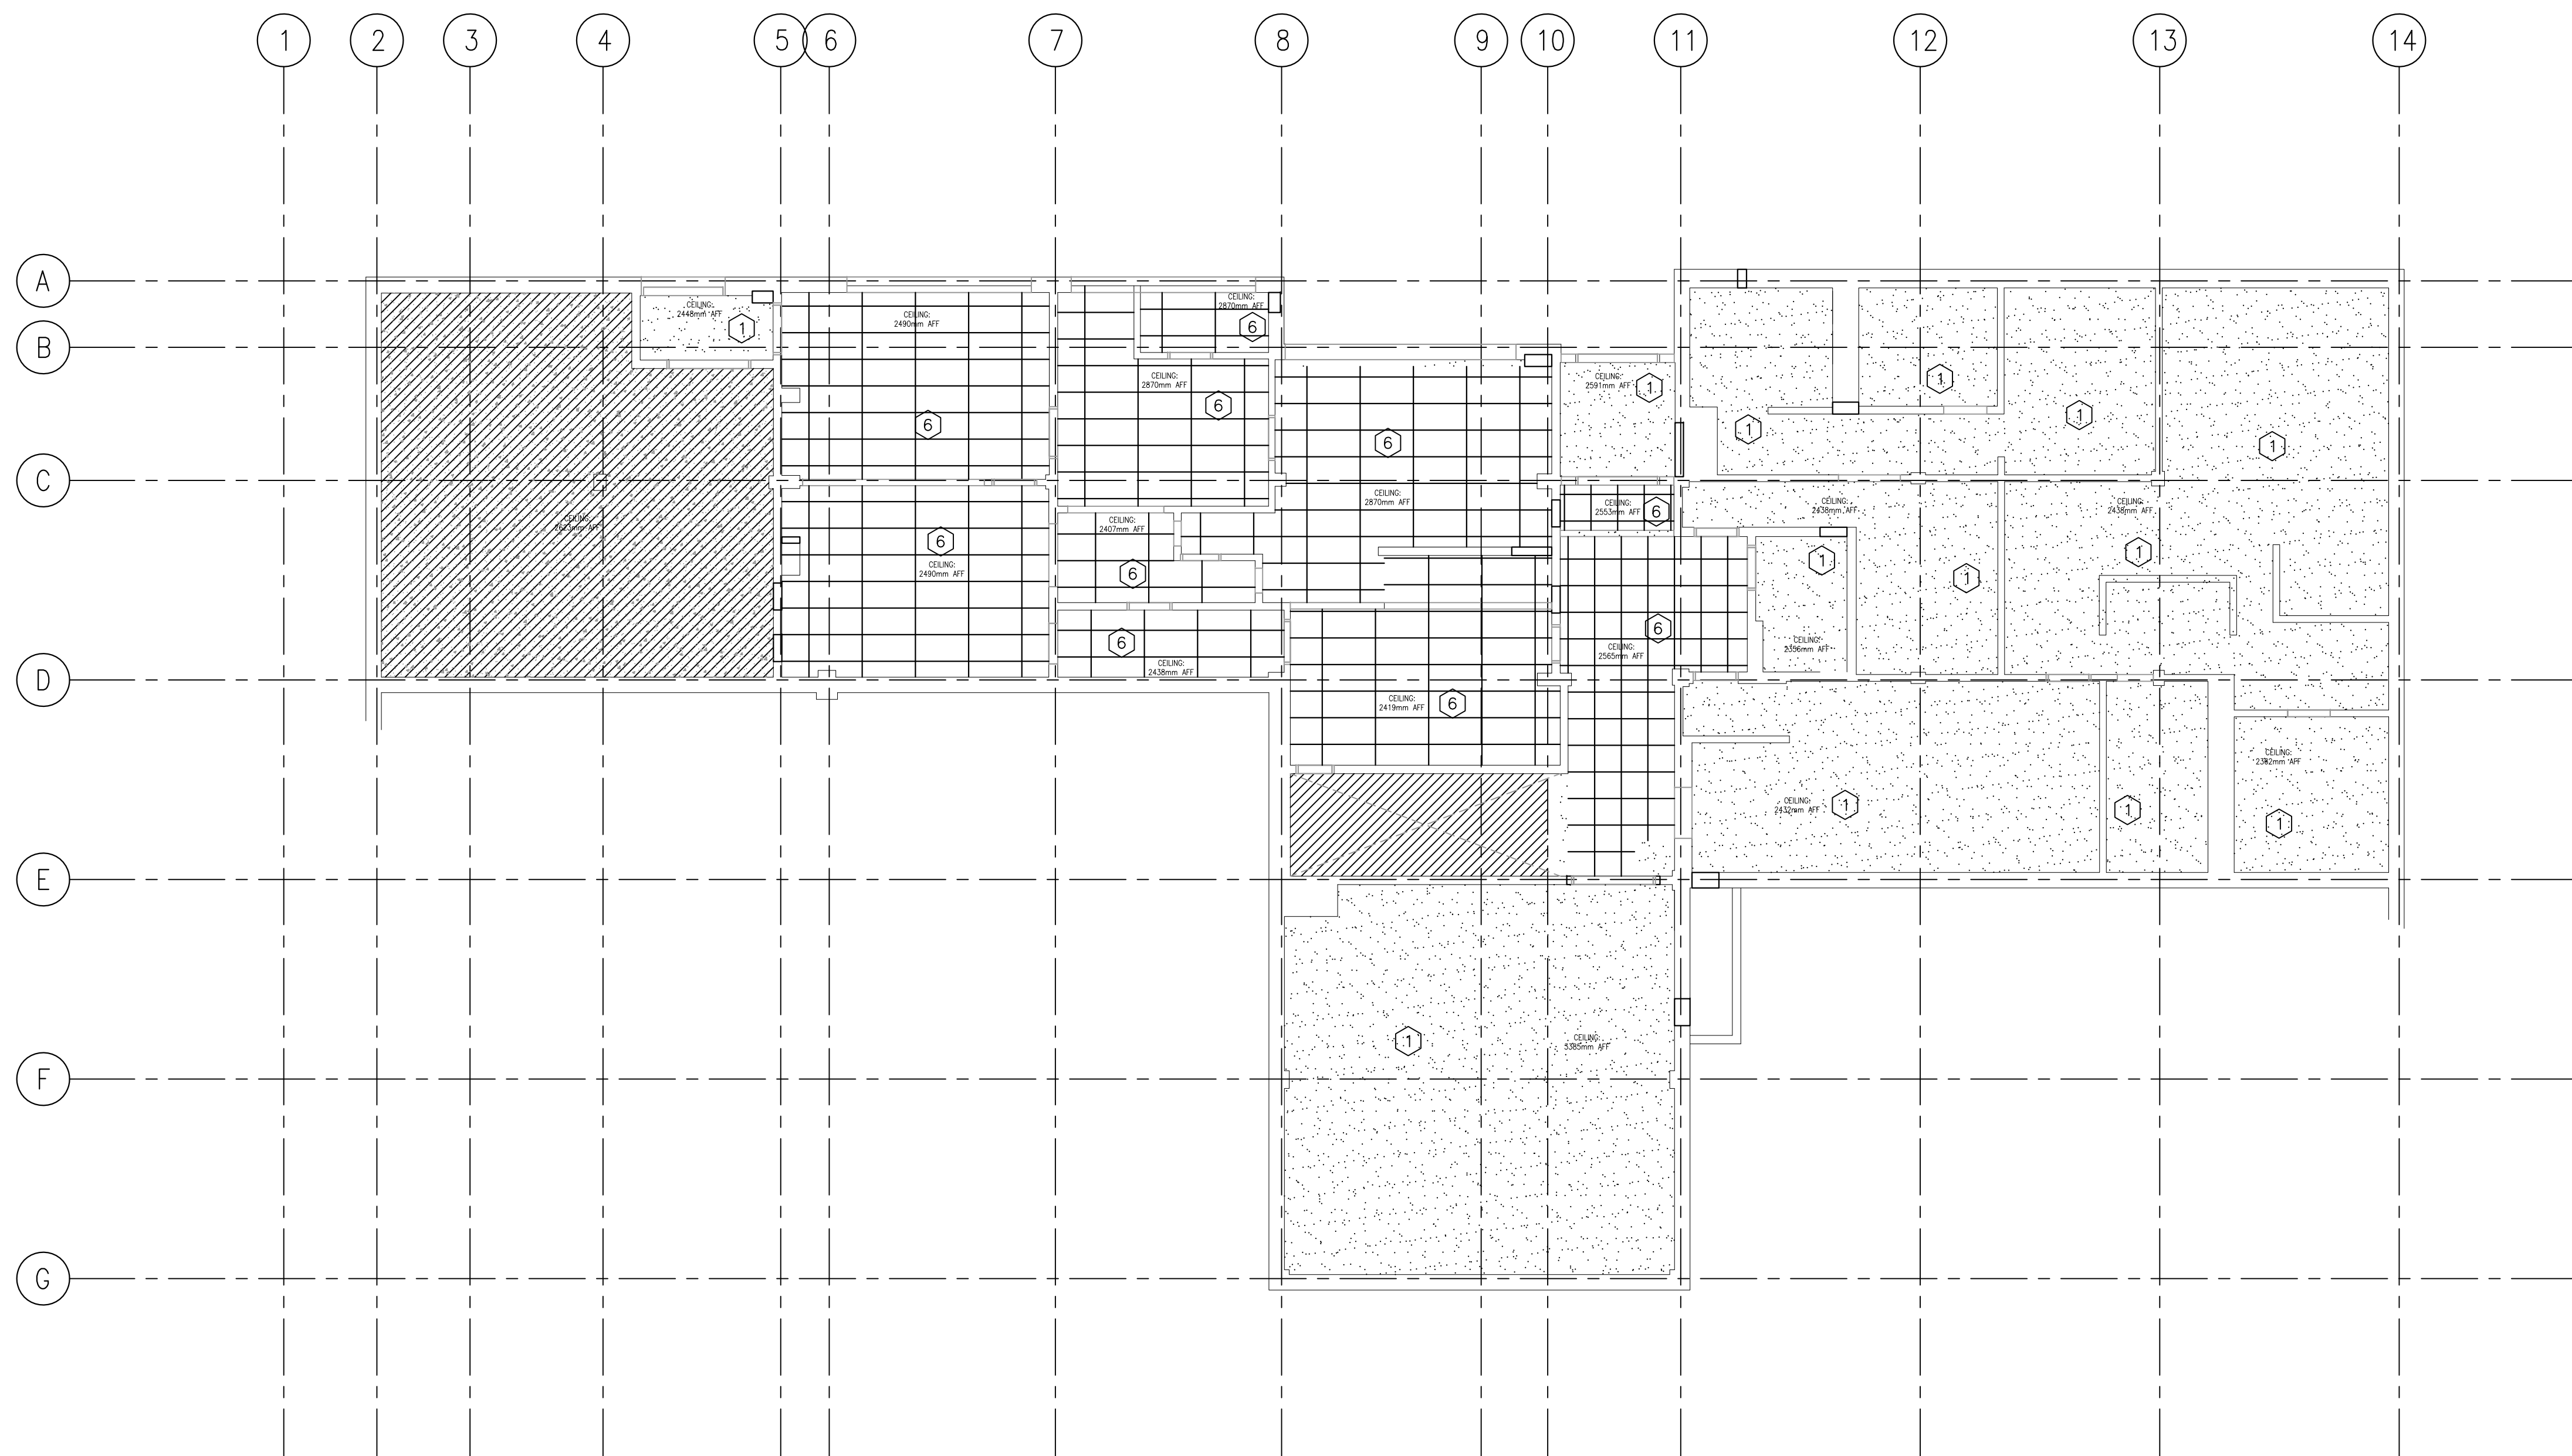 1 2 3 4 5 6 7 8 9 10 11 12 13 14
A
CEILING:
2448mm AFF
1
CEILING:
2490mm AFF
CEILING:
2870mm AFF
6
B
CEILING:
2870mm AFF
6
CEILING:
2591mm AFF
1
1
1
1
1
6
6
C
CEILING:
2623mm AFF
CEILING:
2490mm AFF
6
CEILING:
2407mm AFF
6
CEILING:
2870mm AFF
CEILING:
2553mm AFF
6
CEILING:
2438mm AFF
CEILING:
2438mm AFF
1
1
1
6
CEILING:
2438mm AFF
6
CEILING:
2565mm AFF
CEILING:
2356mm AFF
D
CEILING:
2419mm AFF
6
CEILING:
2432mm AFF
1
1
CEILING:
2382mm AFF
1
E
1
CEILING:
3385mm AFF
F
G